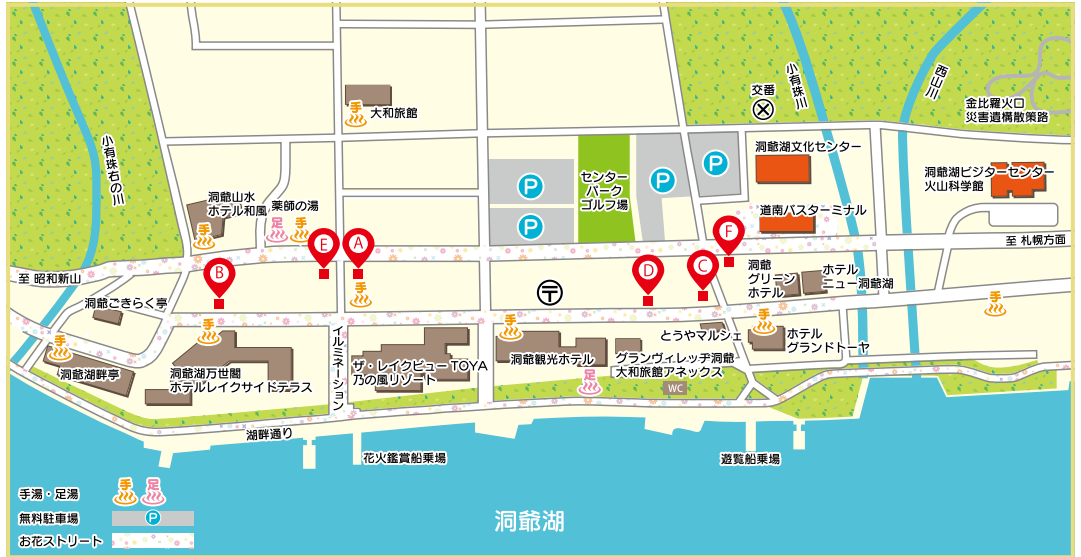 交番
小有珠川
西山川
金比羅火口
災害遺構散策路
手
大和旅館
小有珠右の川
P
P
P
P
センター
パーク
ゴルフ場
洞爺湖文化センター
洞爺湖ビジターセンター
火山科学館
道南バスターミナル
洞爺山水
ホテル和風
手
薬師の湯
足
手
E
A
F
B
D
C
至 札幌方面
至 昭和新山
手
〒
洞爺
グリーン
ホテル
ホテル
ニュー洞爺湖
手
洞爺ごきらく亭
手
手
手
手
洞爺湖畔亭
洞爺湖万世閣
ホテルレイクサイドテラス
イルミネーション
ザ・レイクビュー TOYA
乃の風リゾート
洞爺観光ホテル
足
グランヴィレッヂ洞爺
大和旅館アネックス
WC
とうやマルシェ
ホテル
グランドトーヤ
湖畔通り
花火鑑賞船乗場
遊覧船乗場
手湯・足湯
手
足
無料駐車場
P
お花ストリート
洞爺湖